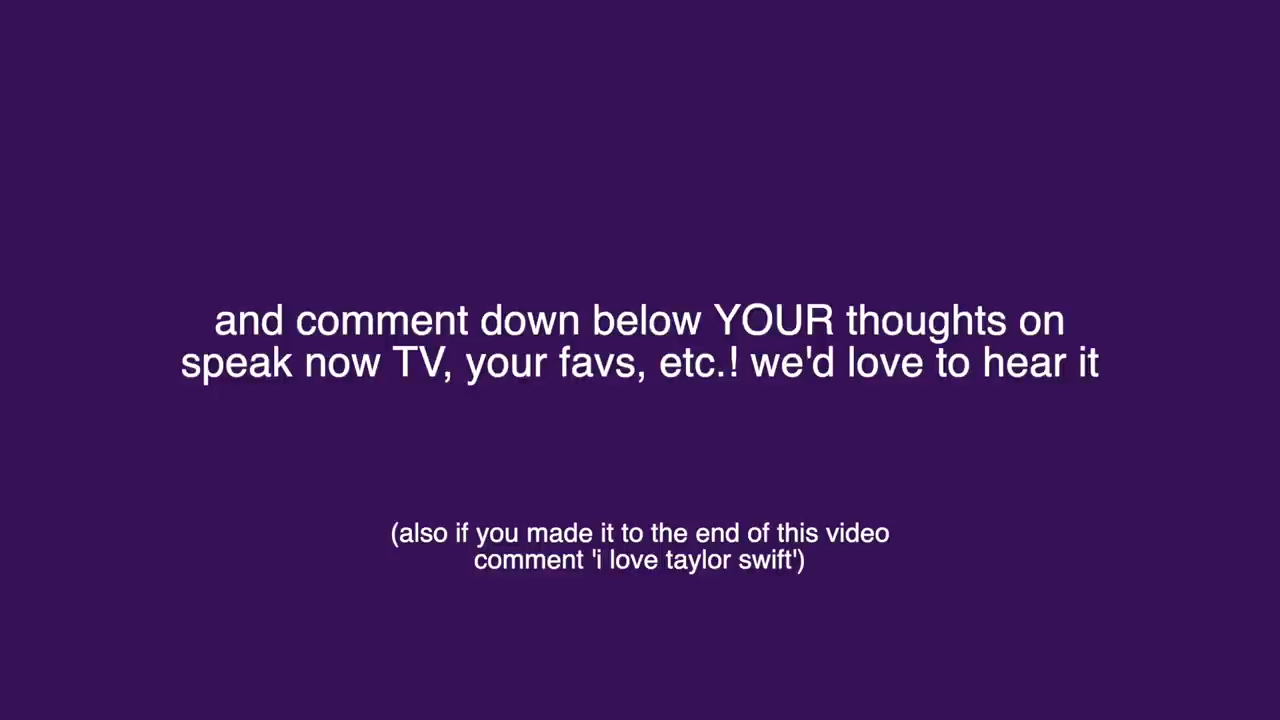 and comment down below YOUR thoughts on
speak now TV, your favs, etc.! we'd love to hear it
(also if you made it to the end of this video
comment 'i love taylor swift')